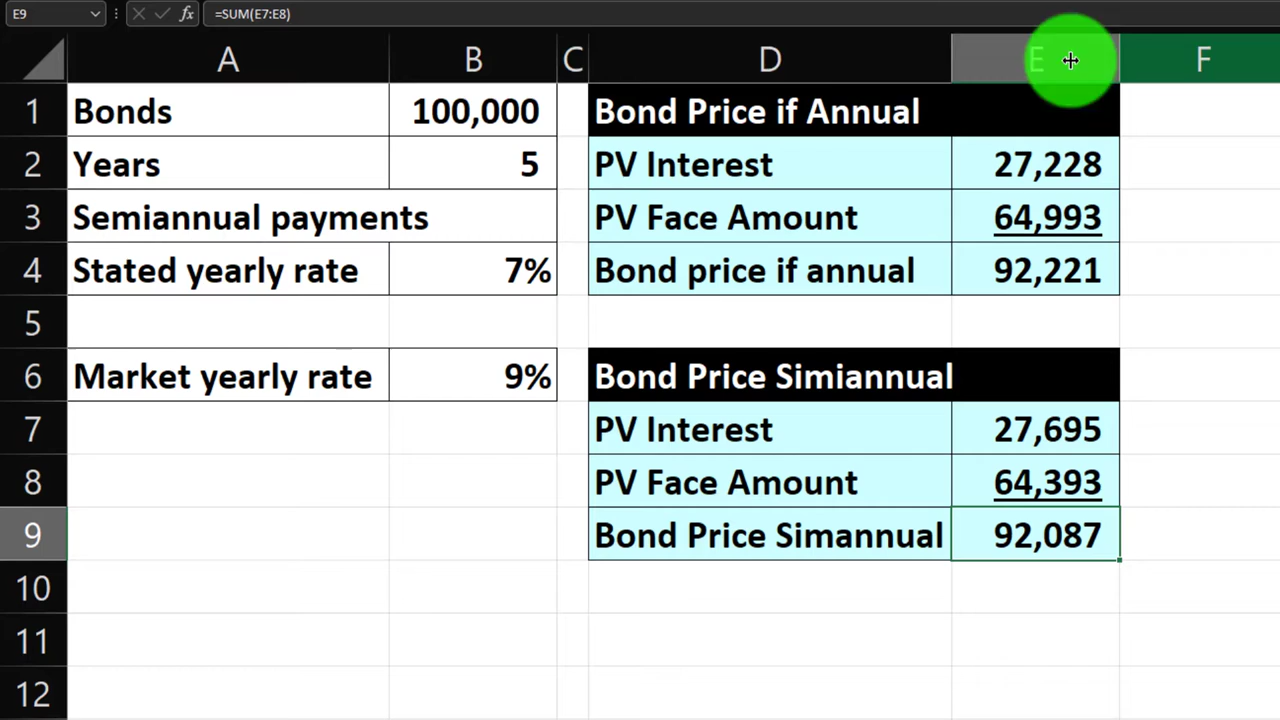 E9 fx =SUM(E7:E8)
A B C D E F
1 Bonds 100,000 Bond Price if Annual
2 Years 5 PV Interest 27,228
3 Semiannual payments PV Face Amount 64,993
4 Stated yearly rate 7% Bond price if annual 92,221
5
6 Market yearly rate 9% Bond Price Simiannual
7 PV Interest 27,695
8 PV Face Amount 64,393
9 Bond Price Simannual 92,087
10
11
12